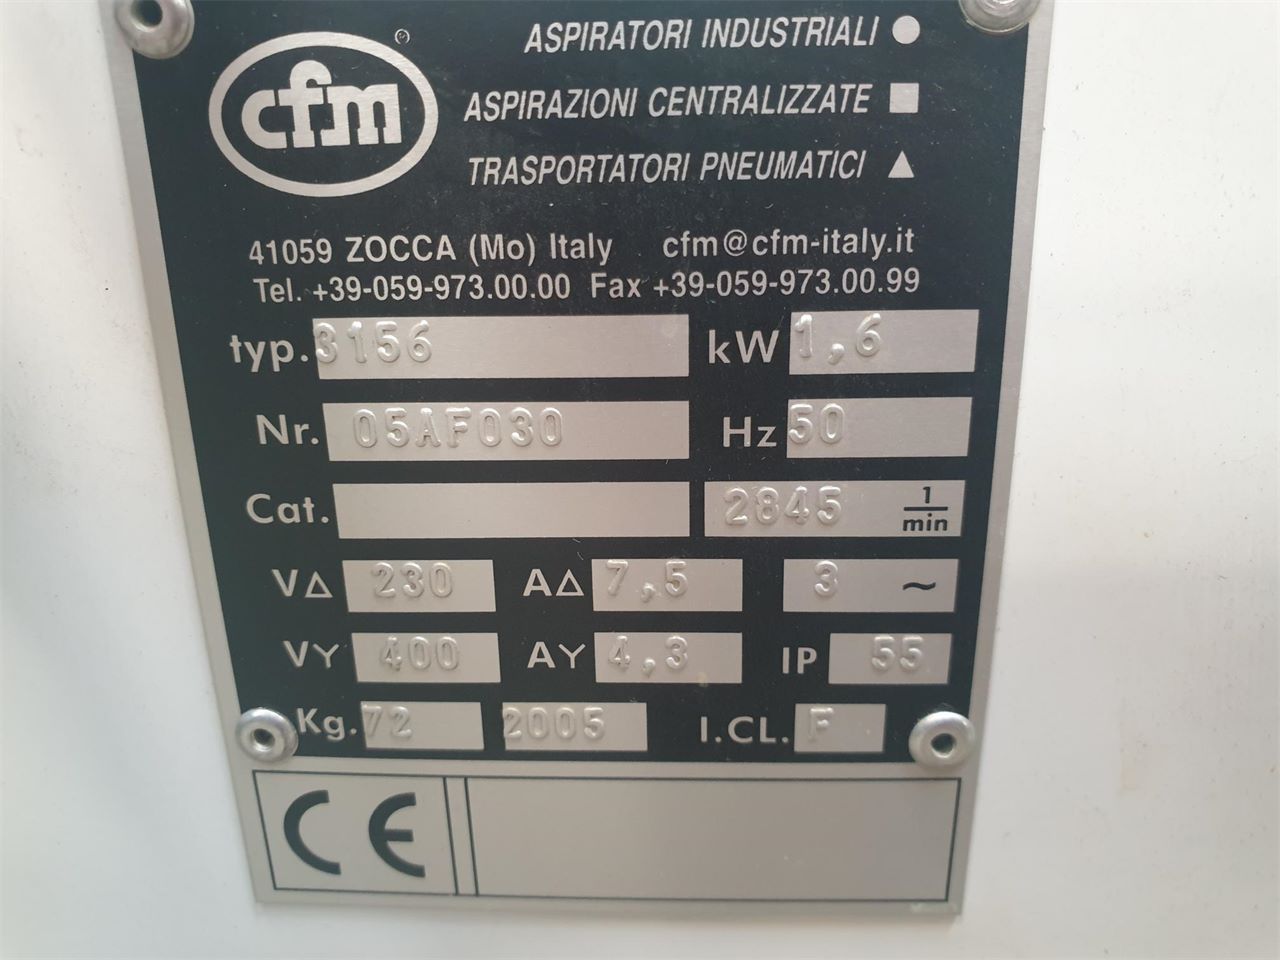 cfm ®
ASPIRATORI INDUSTRIALI ●
ASPIRAZIONI CENTRALIZZATE ■
TRASPORTATORI PNEUMATICI ▲
41059 ZOCCA (Mo) Italy cfm@cfm-italy.it
Tel. +39-059-973.00.00 Fax +39-059-973.00.99
typ. 3156 kW 1,6
Nr. 05AF030 Hz 50
Cat. 2845 1/min
V△ 230 A△ 7,5 3 ~
VY 400 AY 4,3 IP 55
Kg. 72 2005 I.CL. F
CE